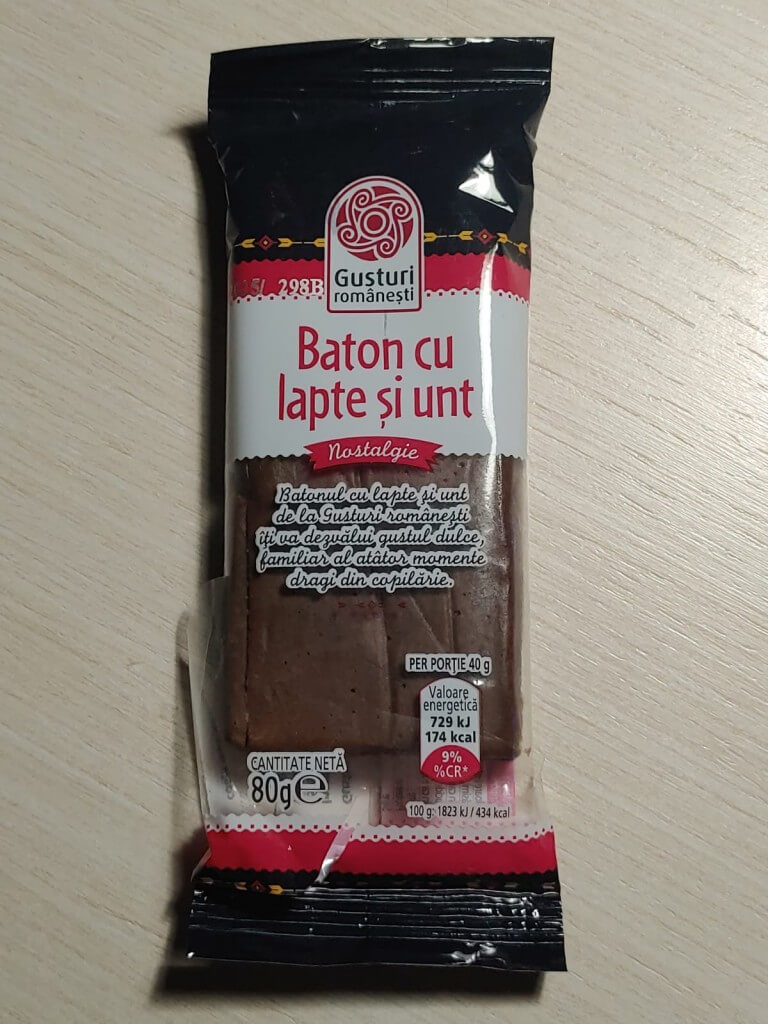 Gusturi
românești
298B
Baton cu
lapte și unt
Nostalgie
Batonul cu lapte și unt
de la Gusturi românești
îți va dezvălui gustul dulce,
familiar al atâtor momente
dragi din copilărie.
PER PORȚIE 40 g
Valoare
energetică
729 kJ
174 kcal
9%
%CR*
CANTITATE NETĂ
80g e
100 g: 1823 kJ / 434 kcal